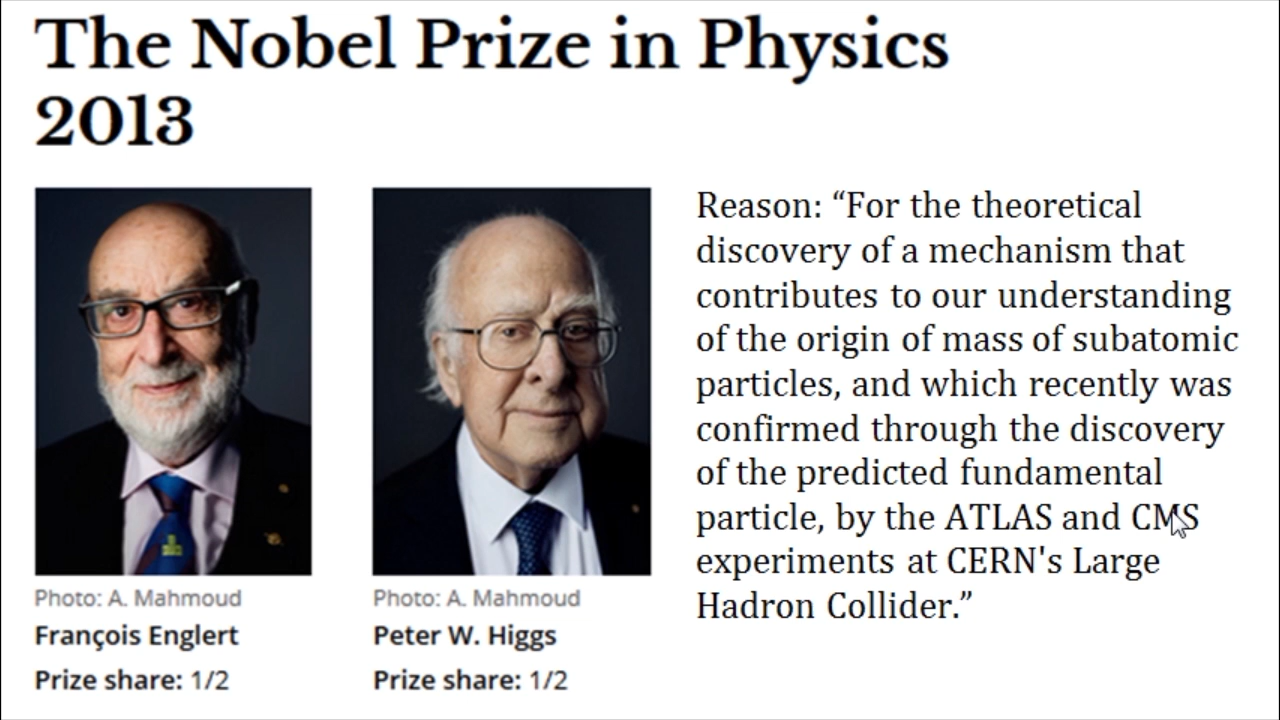 The Nobel Prize in Physics
2013
Reason: “For the theoretical
discovery of a mechanism that
contributes to our understanding
of the origin of mass of subatomic
particles, and which recently was
confirmed through the discovery
of the predicted fundamental
particle, by the ATLAS and CMS
experiments at CERN's Large
Hadron Collider.”
Photo: A. Mahmoud
François Englert
Prize share: 1/2
Photo: A. Mahmoud
Peter W. Higgs
Prize share: 1/2